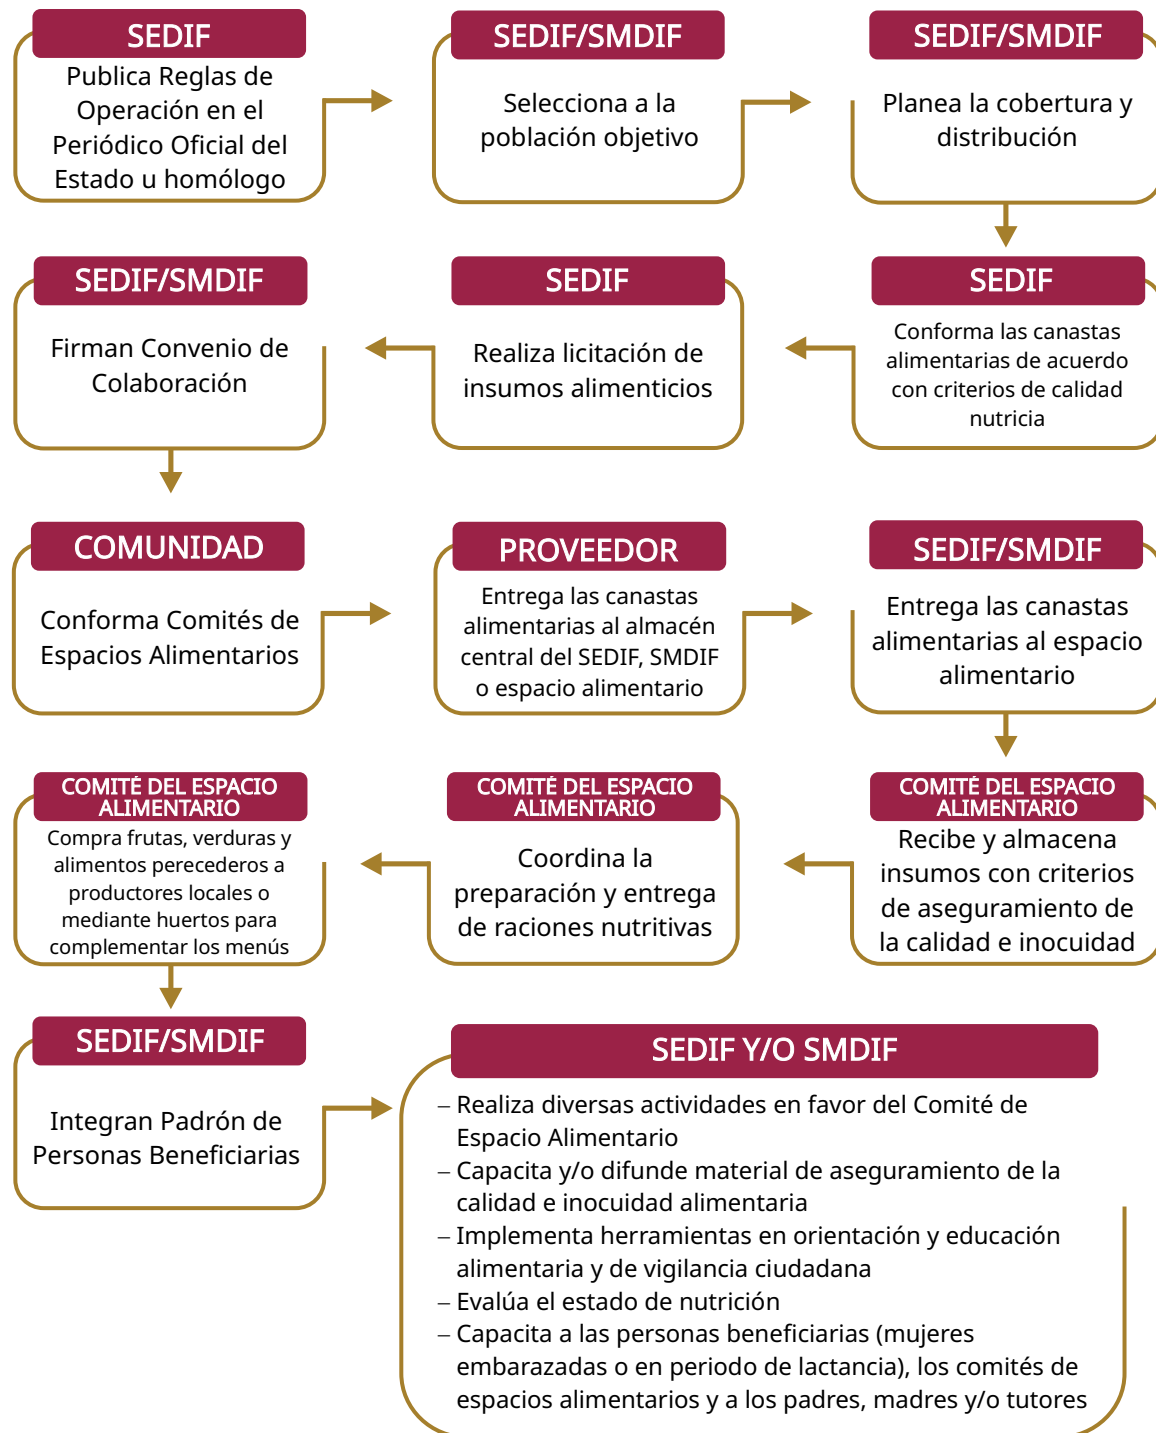 SEDIF
Publica Reglas de
Operación en el
Periódico Oficial del
Estado u homólogo
SEDIF/SMDIF
Selecciona a la
población objetivo
SEDIF/SMDIF
Planea la cobertura y
distribución
SEDIF
Conforma las canastas
alimentarias de acuerdo
con criterios de calidad
nutricia
SEDIF
Realiza licitación de
insumos alimenticios
SEDIF/SMDIF
Firman Convenio de
Colaboración
COMUNIDAD
Conforma Comités de
Espacios Alimentarios
PROVEEDOR
Entrega las canastas
alimentarias al almacén
central del SEDIF, SMDIF
o espacio alimentario
SEDIF/SMDIF
Entrega las canastas
alimentarias al espacio
alimentario
COMITÉ DEL ESPACIO
ALIMENTARIO
Recibe y almacena
insumos con criterios
de aseguramiento de
la calidad e inocuidad
COMITÉ DEL ESPACIO
ALIMENTARIO
Coordina la
preparación y entrega
de raciones nutritivas
COMITÉ DEL ESPACIO
ALIMENTARIO
Compra frutas, verduras y
alimentos perecederos a
productores locales o
mediante huertos para
complementar los menús
SEDIF/SMDIF
Integran Padrón de
Personas Beneficiarias
SEDIF Y/O SMDIF
– Realiza diversas actividades en favor del Comité de
Espacio Alimentario
– Capacita y/o difunde material de aseguramiento de la
calidad e inocuidad alimentaria
– Implementa herramientas en orientación y educación
alimentaria y de vigilancia ciudadana
– Evalúa el estado de nutrición
– Capacita a las personas beneficiarias (mujeres
embarazadas o en periodo de lactancia), los comités de
espacios alimentarios y a los padres, madres y/o tutores